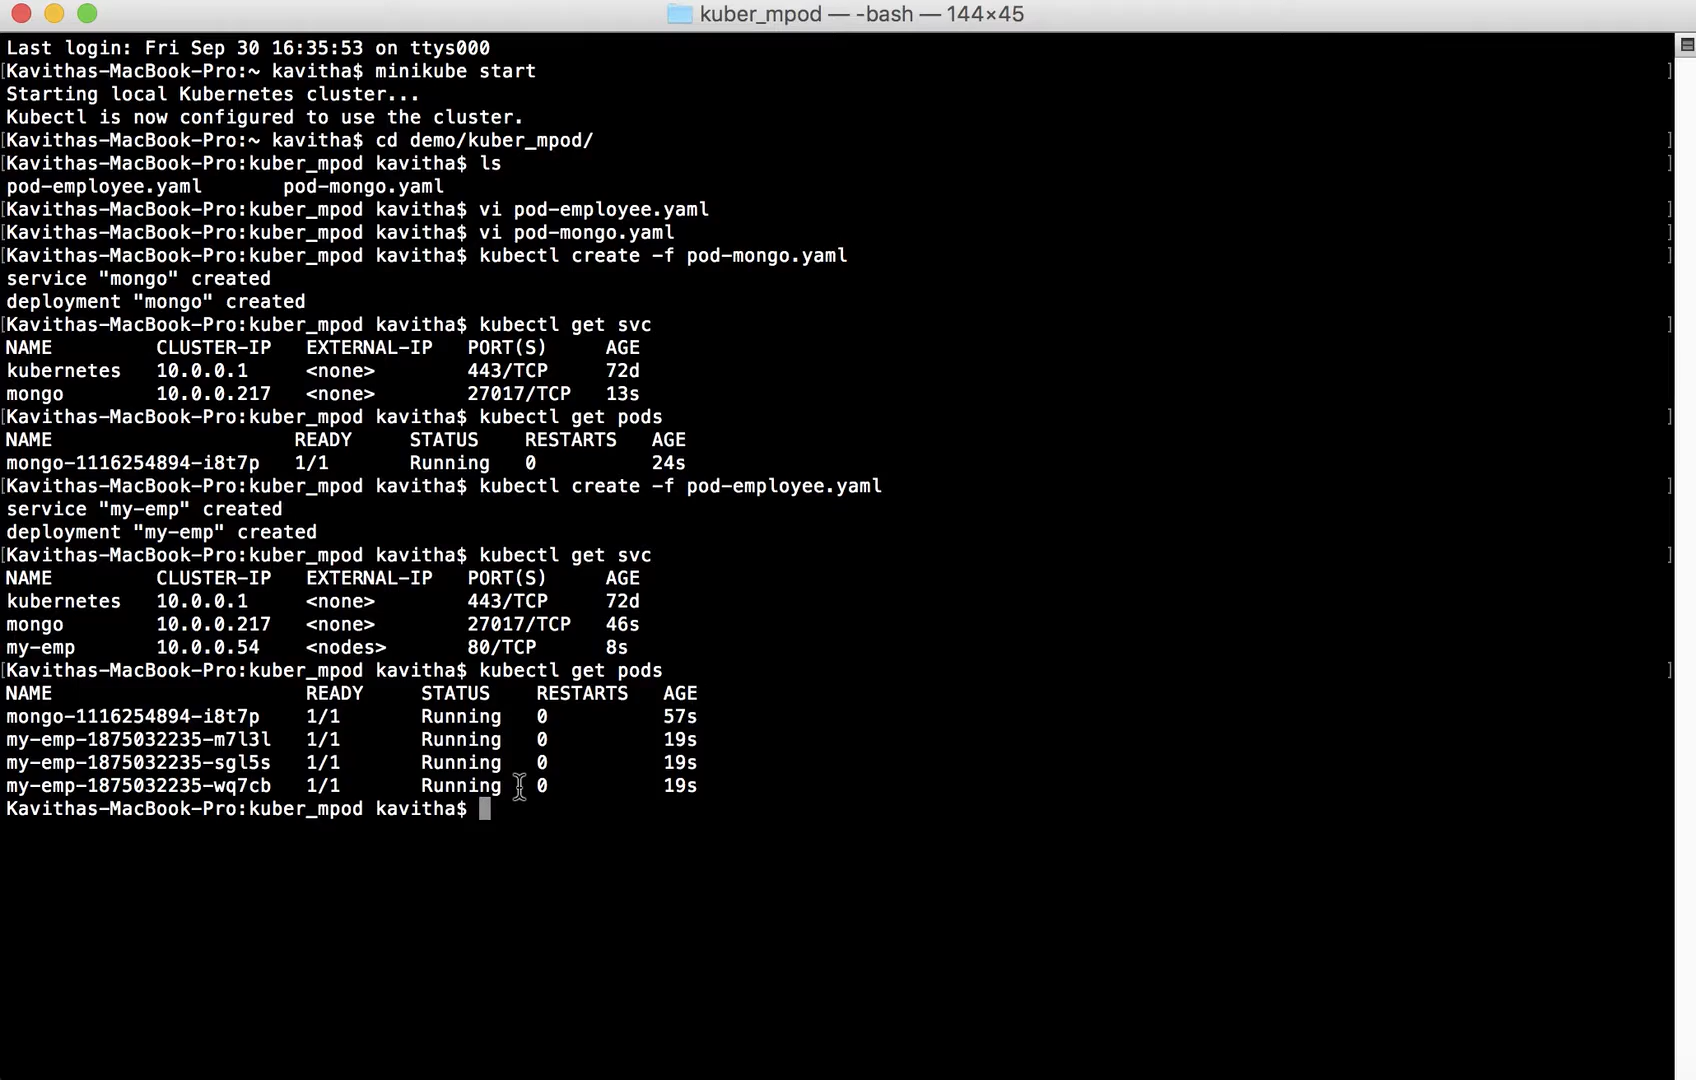 kuber_mpod — -bash — 144×45
Last login: Fri Sep 30 16:35:53 on ttys000
[Kavithas-MacBook-Pro:~ kavitha$ minikube start ]
Starting local Kubernetes cluster...
Kubectl is now configured to use the cluster.
[Kavithas-MacBook-Pro:~ kavitha$ cd demo/kuber_mpod/ ]
[Kavithas-MacBook-Pro:kuber_mpod kavitha$ ls ]
pod-employee.yaml pod-mongo.yaml
[Kavithas-MacBook-Pro:kuber_mpod kavitha$ vi pod-employee.yaml ]
[Kavithas-MacBook-Pro:kuber_mpod kavitha$ vi pod-mongo.yaml ]
[Kavithas-MacBook-Pro:kuber_mpod kavitha$ kubectl create -f pod-mongo.yaml ]
service "mongo" created
deployment "mongo" created
[Kavithas-MacBook-Pro:kuber_mpod kavitha$ kubectl get svc ]
NAME CLUSTER-IP EXTERNAL-IP PORT(S) AGE
kubernetes 10.0.0.1 <none> 443/TCP 72d
mongo 10.0.0.217 <none> 27017/TCP 13s
[Kavithas-MacBook-Pro:kuber_mpod kavitha$ kubectl get pods ]
NAME READY STATUS RESTARTS AGE
mongo-1116254894-i8t7p 1/1 Running 0 24s
[Kavithas-MacBook-Pro:kuber_mpod kavitha$ kubectl create -f pod-employee.yaml ]
service "my-emp" created
deployment "my-emp" created
[Kavithas-MacBook-Pro:kuber_mpod kavitha$ kubectl get svc ]
NAME CLUSTER-IP EXTERNAL-IP PORT(S) AGE
kubernetes 10.0.0.1 <none> 443/TCP 72d
mongo 10.0.0.217 <none> 27017/TCP 46s
my-emp 10.0.0.54 <nodes> 80/TCP 8s
[Kavithas-MacBook-Pro:kuber_mpod kavitha$ kubectl get pods ]
NAME READY STATUS RESTARTS AGE
mongo-1116254894-i8t7p 1/1 Running 0 57s
my-emp-1875032235-m7l3l 1/1 Running 0 19s
my-emp-1875032235-sgl5s 1/1 Running 0 19s
my-emp-1875032235-wq7cb 1/1 Running 0 19s
Kavithas-MacBook-Pro:kuber_mpod kavitha$